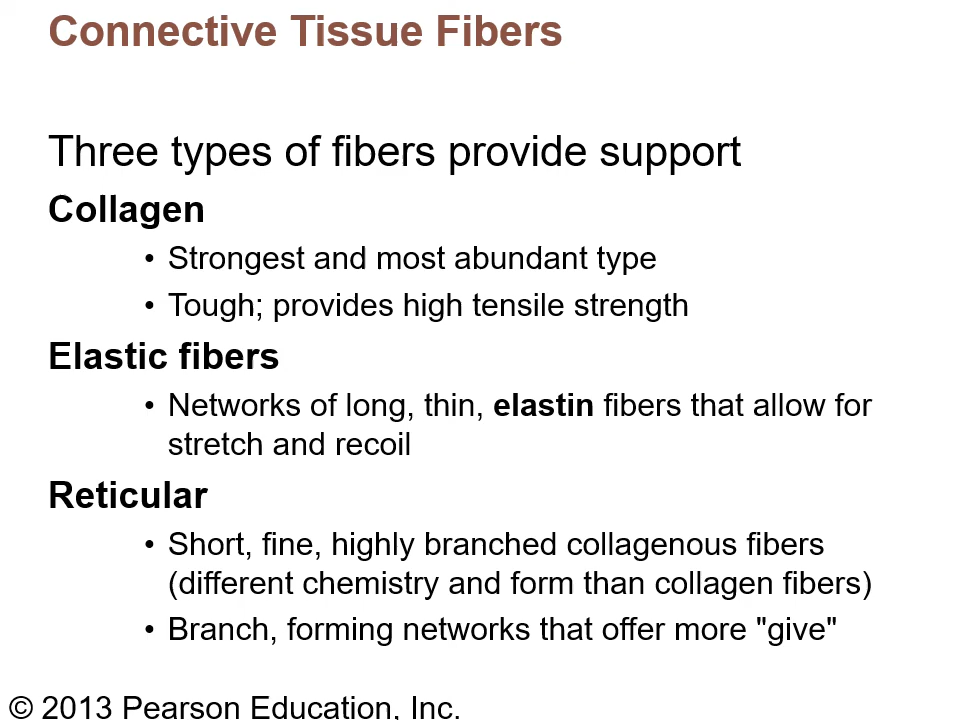 Connective Tissue Fibers
Three types of fibers provide support
Collagen
• Strongest and most abundant type
• Tough; provides high tensile strength
Elastic fibers
• Networks of long, thin, elastin fibers that allow for
stretch and recoil
Reticular
• Short, fine, highly branched collagenous fibers
(different chemistry and form than collagen fibers)
• Branch, forming networks that offer more "give"
© 2013 Pearson Education, Inc.